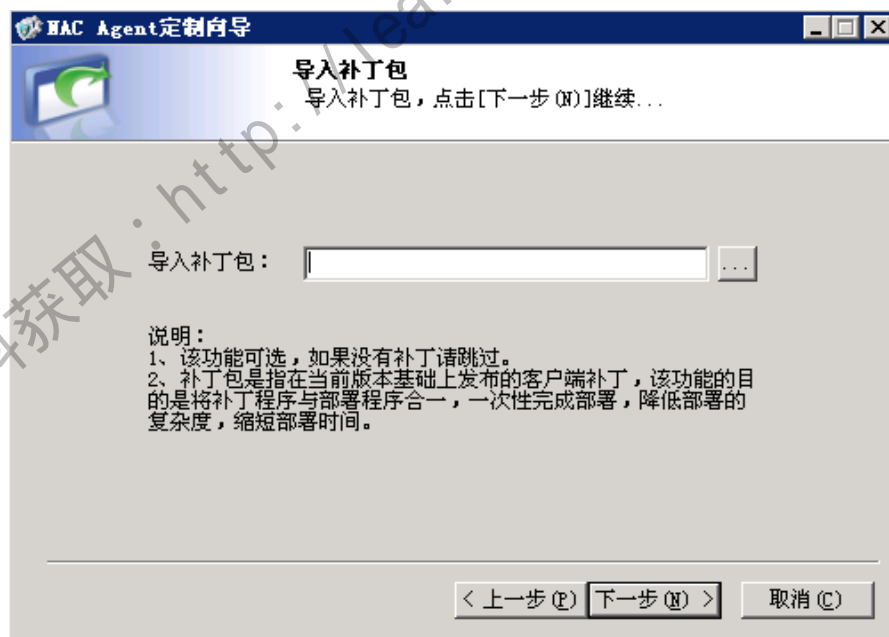 NAC Agent定制向导
导入补丁包
导入补丁包，点击[下一步(N)]继续...
导入补丁包：
...
说明：
1、该功能可选，如果没有补丁请跳过。
2、补丁包是指在当前版本基础上发布的客户端补丁，该功能的目
的是将补丁程序与部署程序合一，一次性完成部署，降低部署的
复杂度，缩短部署时间。
< 上一步(P)
下一步(N) >
取消(C)
获取：http://lea